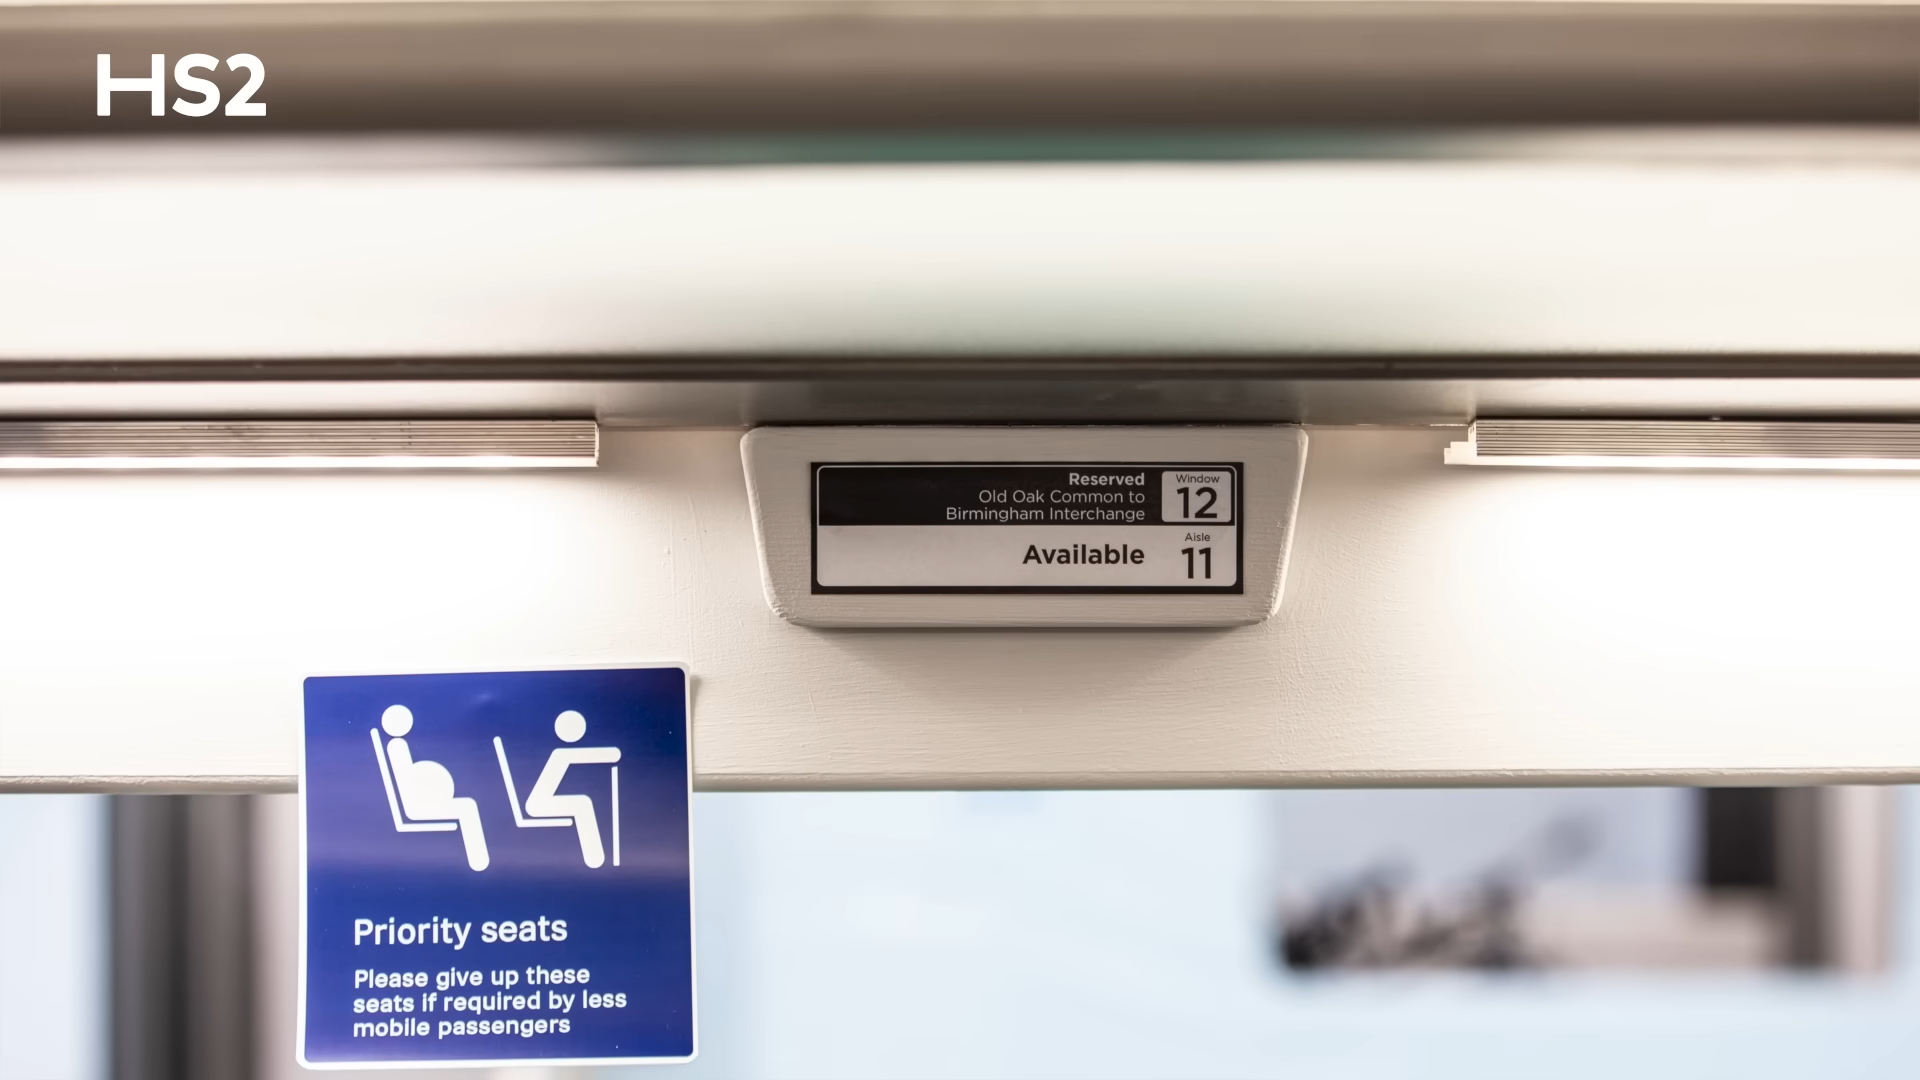 HS2
Reserved
Old Oak Common to
Birmingham Interchange
Window
12
Available
Aisle
11
Priority seats
Please give up these
seats if required by less
mobile passengers